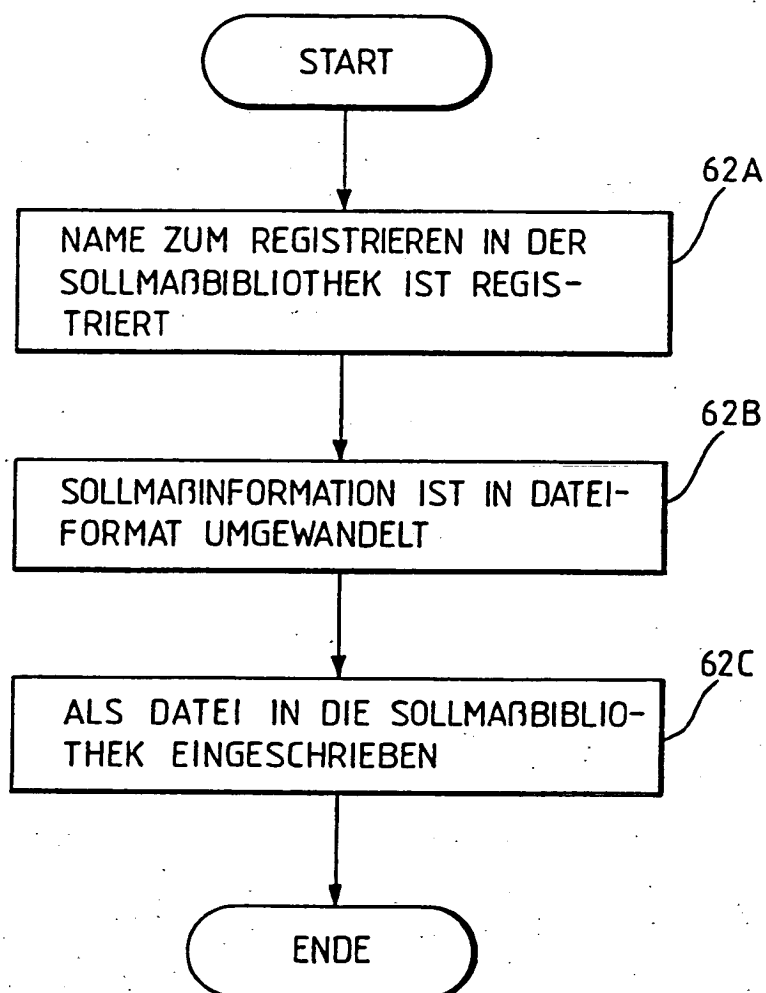 START
62A
NAME ZUM REGISTRIEREN IN DER
SOLLMAßBIBLIOTHEK IST REGIS-
TRIERT
62B
SOLLMAßINFORMATION IST IN DATEI-
FORMAT UMGEWANDELT
62C
ALS DATEI IN DIE SOLLMAßBIBLIO-
THEK EINGESCHRIEBEN
ENDE